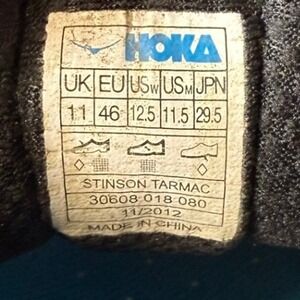 HOKA
UK EU USW USM JPN
11 46 12.5 11.5 29.5
STINSON TARMAC
30608 018 080
11/2012
MADE IN CHINA